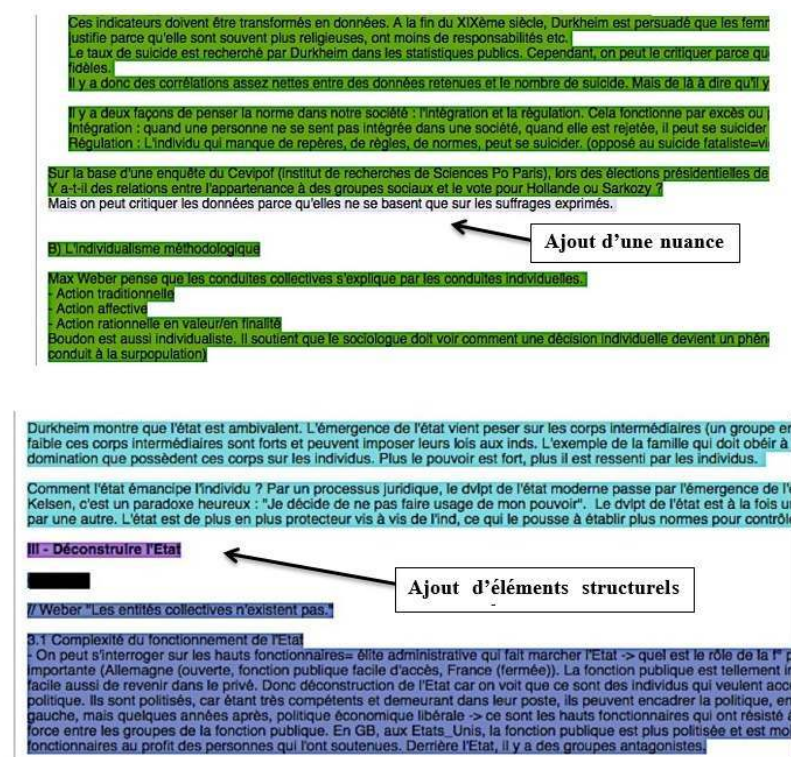 Ces indicateurs doivent être transformés en données. A la fin du XIXème siècle, Durkheim est persuadé que les
justifie parce qu'elle sont souvent plus religieuses, ont moins de responsabilités etc.
Le taux de suicide est recherché par Durkheim dans les statistiques publics. Cependant, on peut le critiquer parce
fidèles.
Il y a donc des corrélations assez nettes entre des données retenues et le nombre de suicide. Mais de là à dire qu'il y
Il y a deux façons de penser la norme dans notre société : l'intégration et la régulation. Cela fonctionne par excès ou
Intégration : quand une personne ne se sent pas intégrée dans une société, quand elle est rejetée, il peut se suicider
Régulation : L'individu qui manque de repères, de règles, de normes, peut se suicider. (opposé au suicide
Sur la base d'une enquête du Cevipof (institut de recherches de Sciences Po Paris), lors des élections présidentielles de
Y a-t-il des relations entre l'appartenance à des groupes sociaux et le vote pour Hollande ou Sarkozy ?
Mais on peut critiquer les données parce qu'elles ne se basent que sur les suffrages exprimés.
Ajout d'une nuance
B) L'individualisme méthodologique
Max Weber pense que les conduites collectives s'explique par les conduites individuelles.
- Action traditionnelle
- Action affective
- Action rationnelle en valeur/en finalité
Boudon est aussi individualiste. Il soutient que le sociologue doit voir comment une décision individuelle devient un
conduit à la surpopulation)
Durkheim montre que l'état est ambivalent. L'émergence de l'état vient peser sur les corps intermédiaires (un groupe
faible ces corps intermédiaires sont forts et peuvent imposer leurs lois aux inds. L'exemple de la famille qui doit obéir à
domination que possèdent ces corps sur les individus. Plus le pouvoir est fort, plus il est ressenti par les individus.
Comment l'état émancipe l'individu ? Par un processus juridique, le dvlpt de l'état moderne passe par l'émergence de
Kelsen, c'est un paradoxe heureux : "Je décide de ne pas faire usage de mon pouvoir". Le dvlpt de l'état est à la fois
par une autre. L'état est de plus en plus protecteur vis à vis de l'ind, ce qui le pousse à établir plus normes pour
III - Déconstruire l'Etat
Ajout d'éléments structurels
// Weber "Les entités collectives n'existent pas."
3.1 Complexité du fonctionnement de l'Etat
- On peut s'interroger sur les hauts fonctionnaires= élite administrative qui fait marcher l'Etat -> quel est le rôle de la f°
importante (Allemagne (ouverte, fonction publique facile d'accès, France (fermée)). La fonction publique est tellement
facile aussi de revenir dans le privé. Donc déconstruction de l'Etat car on voit que ce sont des individus qui veulent
politique. Ils sont politisés, car étant très compétents et demeurant dans leur poste, ils peuvent encadrer la politique,
gauche, mais quelques années après, politique économique libérale -> ce sont les hauts fonctionnaires qui ont résisté
force entre les groupes de la fonction publique. En GB, aux Etats_Unis, la fonction publique est plus politisée et est
fonctionnaires au profit des personnes qui l'ont soutenues. Derrière l'Etat, il y a des groupes antagonistes.